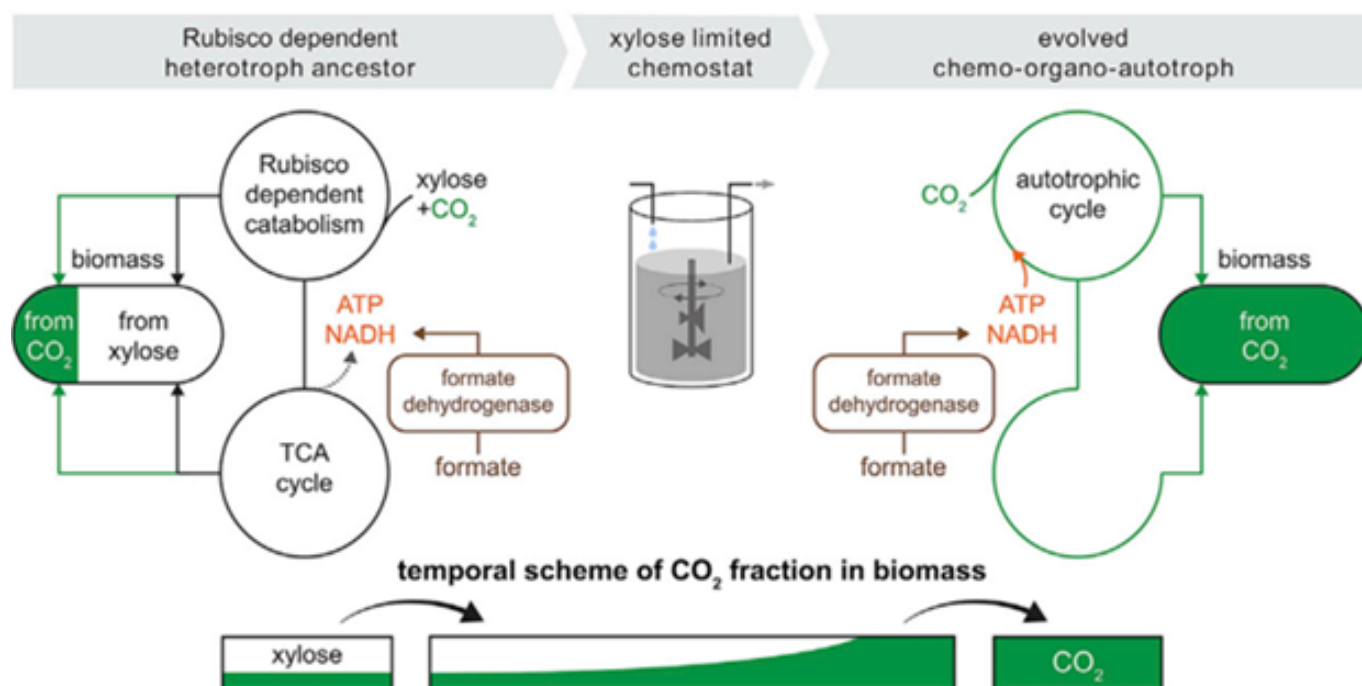 Rubisco dependent
heterotroph ancestor
xylose limited
chemostat
evolved
chemo-organo-autotroph
Rubisco
dependent
catabolism
xylose
+CO₂
biomass
from
CO₂
from
xylose
ATP
NADH
formate
dehydrogenase
formate
TCA
cycle
CO₂
autotrophic
cycle
ATP
NADH
formate
dehydrogenase
formate
biomass
from
CO₂
temporal scheme of CO₂ fraction in biomass
xylose
CO₂